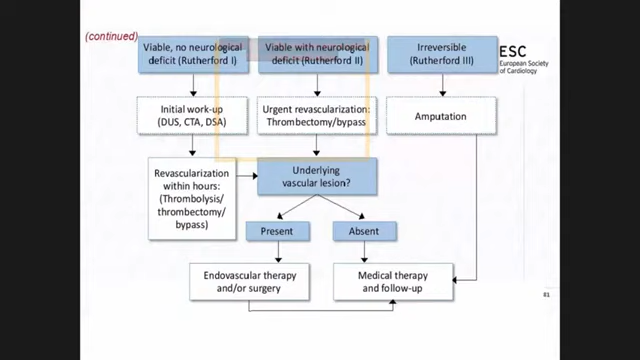 (continued)
Viable, no neurological
deficit (Rutherford I)
Viable with neurological
deficit (Rutherford II)
Irreversible
(Rutherford III)
ESC
European Society
of Cardiology
Initial work-up
(DUS, CTA, DSA)
Urgent revascularization:
Thrombectomy/bypass
Amputation
Revascularization
within hours:
(Thrombolysis/
thrombectomy/
bypass)
Underlying
vascular lesion?
Present
Absent
Endovascular therapy
and/or surgery
Medical therapy
and follow-up
81